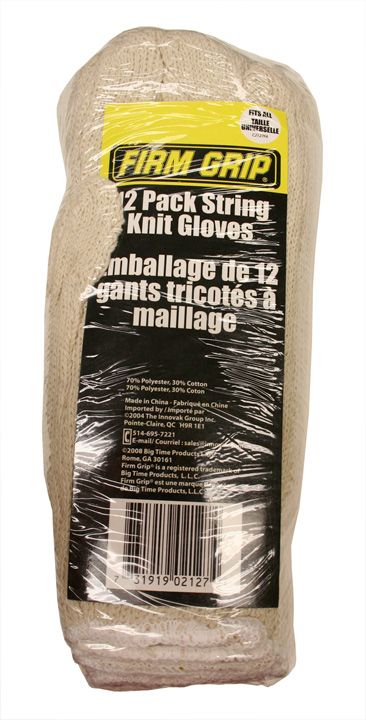 FITS ALL
TAILLE
UNIVERSELLE
FIRM GRIP®
12 Pack String
Knit Gloves
Emballage de 12
gants tricotés à
maillage
70% Polyester, 30% Cotton
70% Polyester, 30% Coton
Made in China - Fabriqué en Chine
Imported by / Importé par
©2004 The Innovak Group Inc.
Pointe-Claire, QC H9R 1E1
514-695-7221
E-mail/ Courriel :
©2008 Big Time Products
Rome, GA 30161
Firm Grip® is a registered trademark of
Big Time Products, L.L.C.
Firm Grip® est une marque
Big Time Products, L.L.C.
7 31919 02127